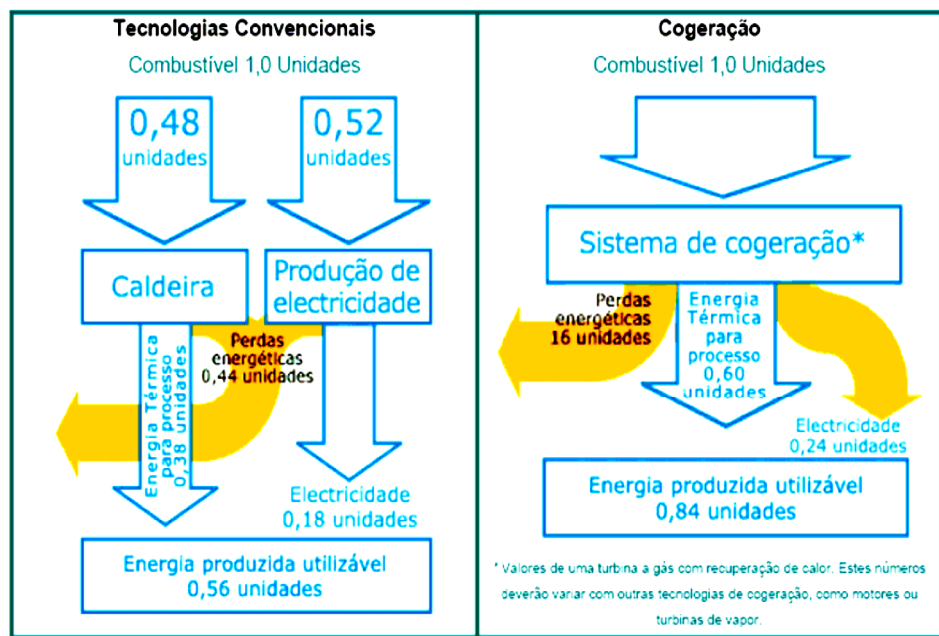 Tecnologias Convencionais
Combustível 1,0 Unidades
0,48
unidades
0,52
unidades
Caldeira
Produção de
electricidade
Perdas
energéticas
0,44 unidades
Energia Térmica
para processo
0,38 unidades
Electricidade
0,18 unidades
Energia produzida utilizável
0,56 unidades
Cogeração
Combustível 1,0 Unidades
Sistema de cogeração*
Perdas
energéticas
16 unidades
Energia
Térmica
para
processo
0,60
unidades
Electricidade
0,24 unidades
Energia produzida utilizável
0,84 unidades
* Valores de uma turbina a gás com recuperação de calor. Estes números
deverão variar com outras tecnologias de cogeração, como motores ou
turbinas de vapor.